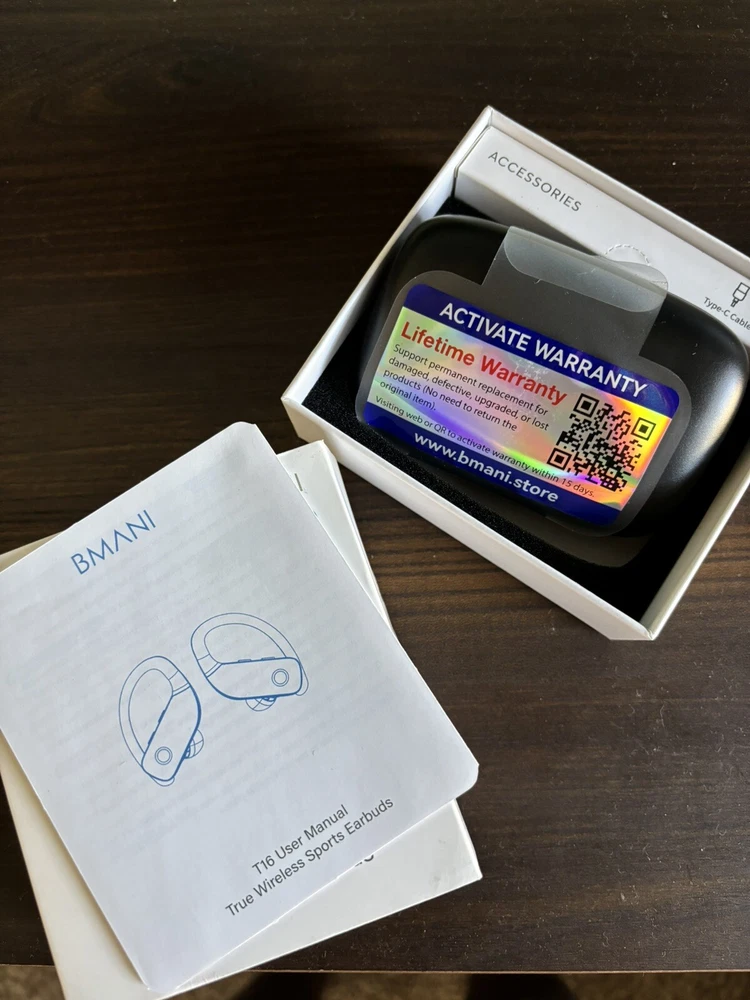 ACCESSORIES
Type-C Cable
ACTIVATE WARRANTY
Lifetime Warranty
Support permanent replacement for
damaged, defective, upgraded, or lost
products (No need to return the
original item).
Visiting web or QR to activate warranty within 15 days.
www.bmani.store
BMANI
T16 User Manual
True Wireless Sports Earbuds